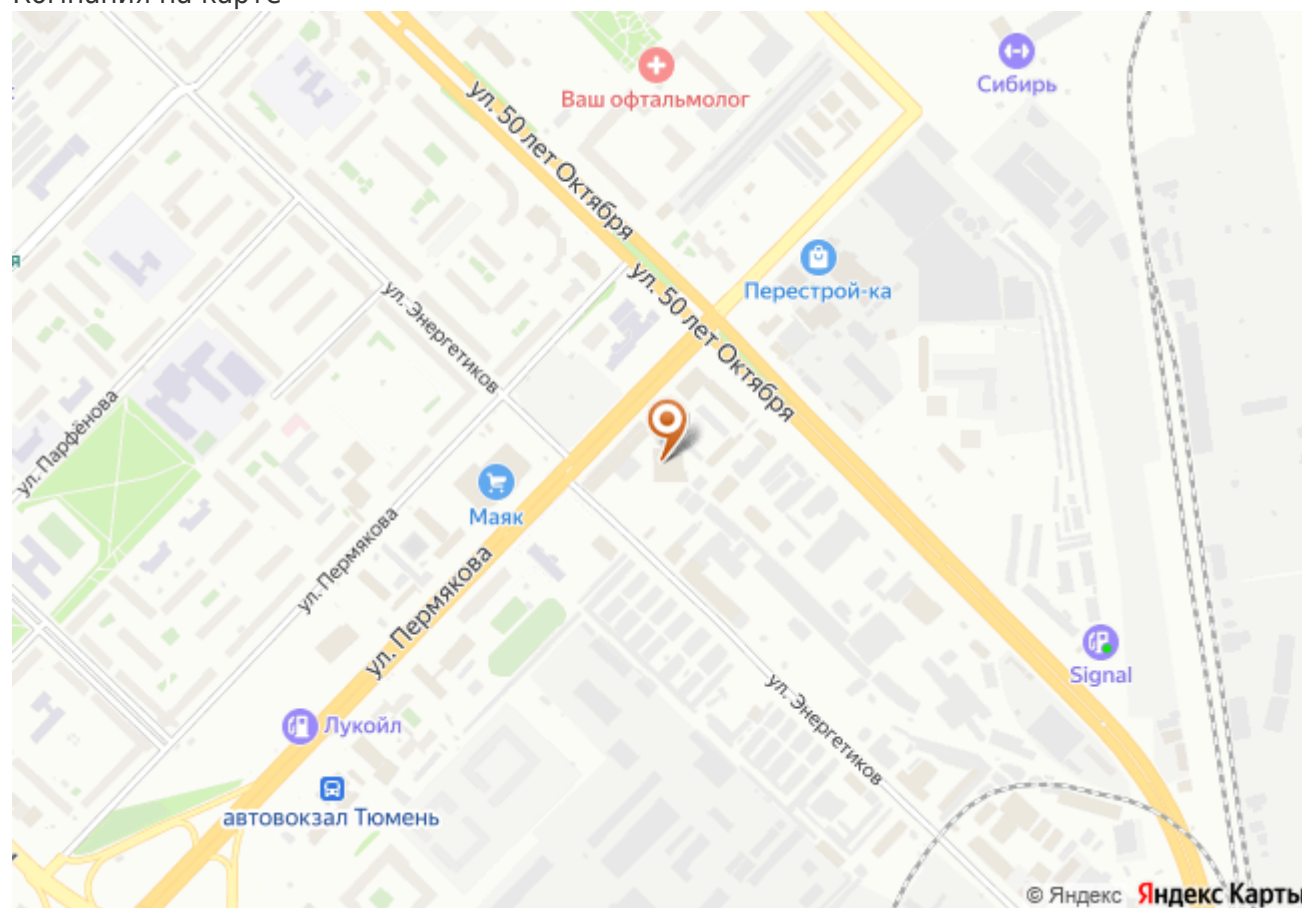 Компания на карте
Ваш офтальмолог
Сибирь
ул. 50 лет Октября
Перестрой-ка
ул. 50 лет Октября
ул. Энергетиков
ул. Парфёнова
Маяк
ул. Пермякова
ул. Пермякова
Signal
ул. Энергетиков
Лукойл
автовокзал Тюмень
© Яндекс Яндекс Карты